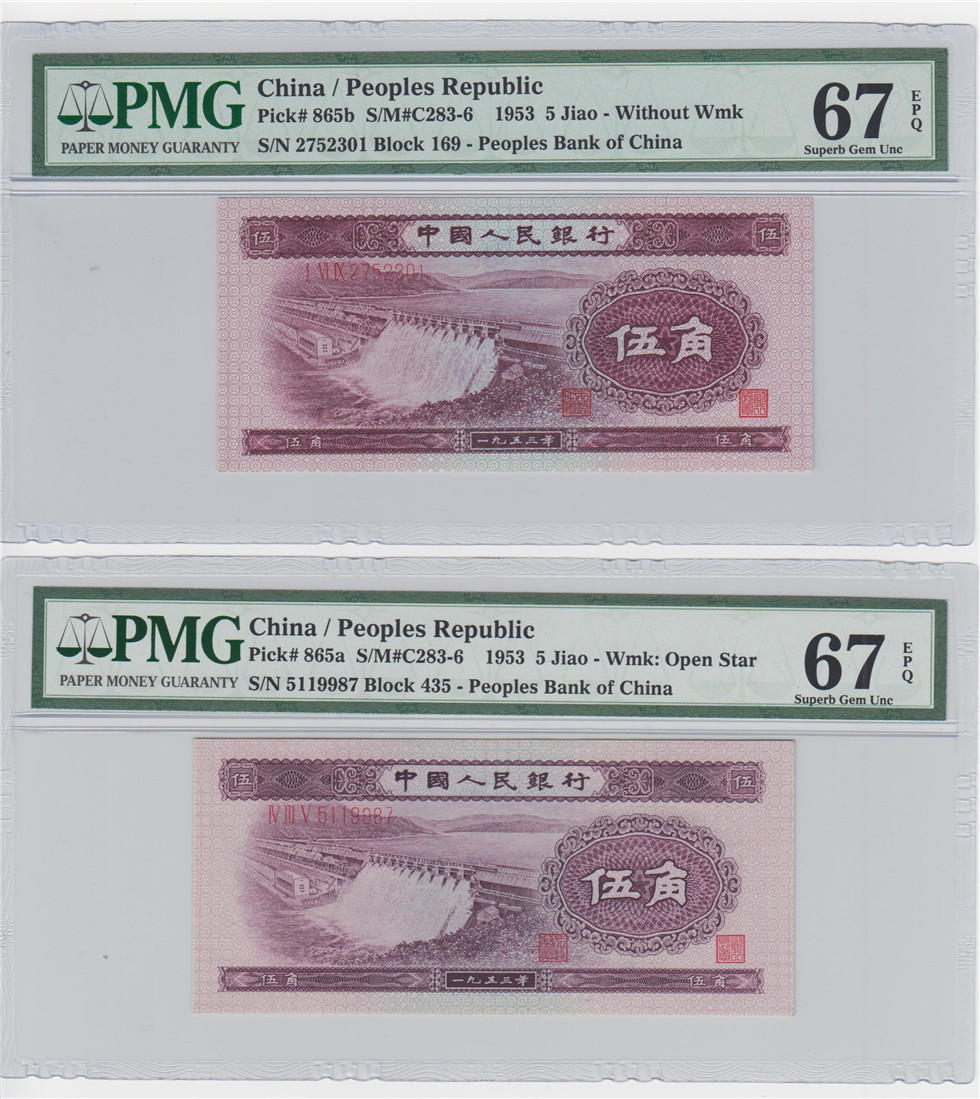 PMG
PAPER MONEY GUARANTY
China / Peoples Republic
Pick# 865b S/M#C283-6 1953 5 Jiao - Without Wmk
S/N 2752301 Block 169 - Peoples Bank of China
67
EPQ
Superb Gem Unc
伍 中國人民銀行 伍
I VI IX 2752301
伍角
伍角 一九五三年 伍角
PMG
PAPER MONEY GUARANTY
China / Peoples Republic
Pick# 865a S/M#C283-6 1953 5 Jiao - Wmk: Open Star
S/N 5119987 Block 435 - Peoples Bank of China
67
EPQ
Superb Gem Unc
伍 中國人民銀行 伍
IV III V 5119987
伍角
伍角 一九五三年 伍角